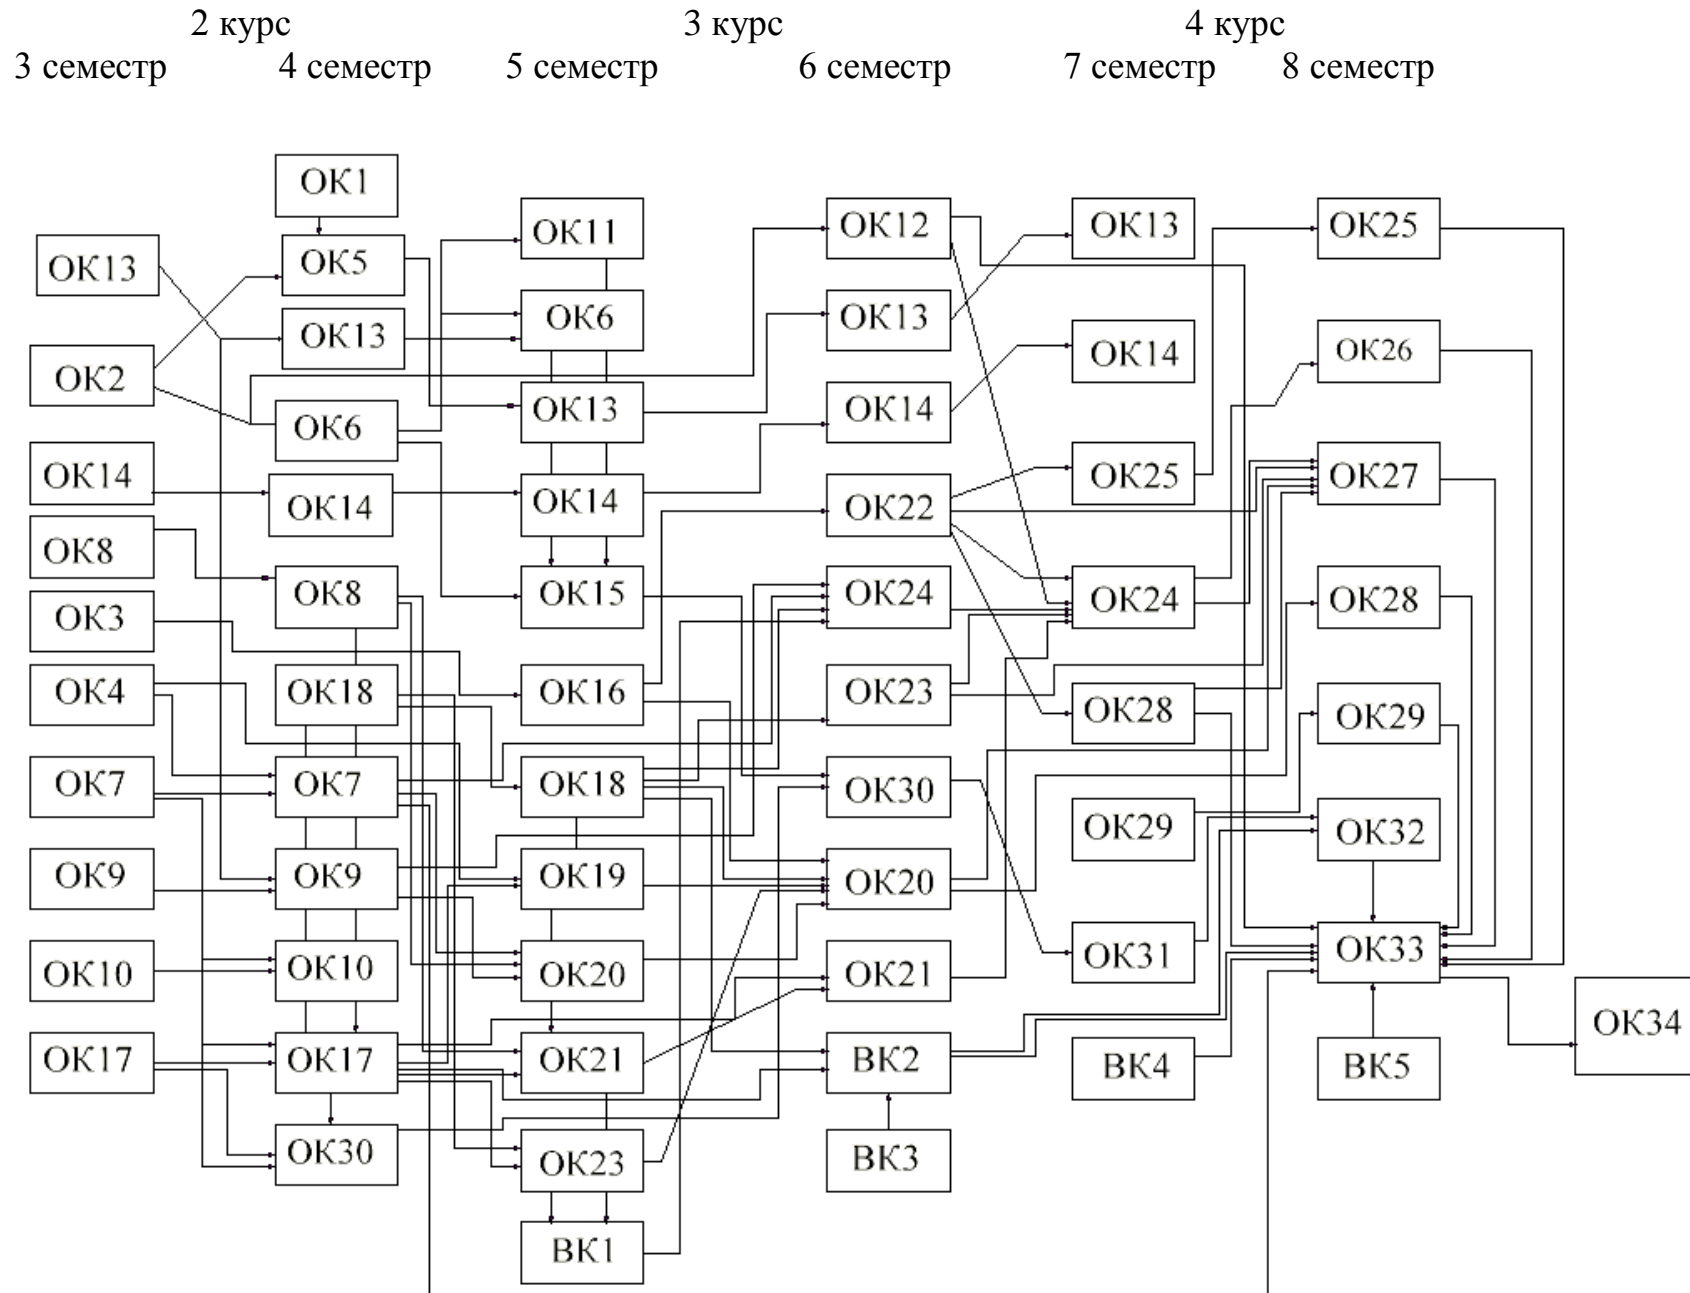 2 курс 3 курс 4 курс
3 семестр 4 семестр 5 семестр 6 семестр 7 семестр 8 семестр
ОК13
ОК2
ОК14
ОК8
ОК3
ОК4
ОК7
ОК9
ОК10
ОК17
ОК1
ОК5
ОК13
ОК6
ОК14
ОК8
ОК18
ОК7
ОК9
ОК10
ОК17
ОК30
ОК11
ОК6
ОК13
ОК14
ОК15
ОК16
ОК18
ОК19
ОК20
ОК21
ОК23
ВК1
ОК12
ОК13
ОК14
ОК22
ОК24
ОК23
ОК30
ОК20
ОК21
ВК2
ВК3
ОК13
ОК14
ОК25
ОК24
ОК28
ОК29
ОК31
ВК4
ОК25
ОК26
ОК27
ОК28
ОК29
ОК32
ОК33
ВК5
ОК34